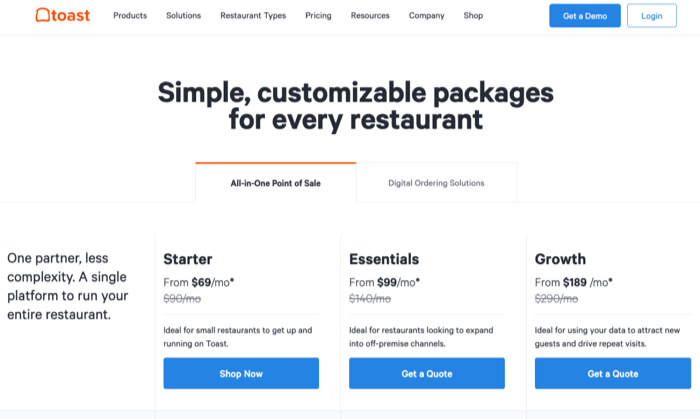 toast
Products Solutions Restaurant Types Pricing Resources Company Shop
Get a Demo
Login
Simple, customizable packages
for every restaurant
All-in-One Point of Sale
Digital Ordering Solutions
One partner, less
complexity. A single
platform to run your
entire restaurant.
Starter
From $69/mo*
$90/mo
Ideal for small restaurants to get up and
running on Toast.
Shop Now
Essentials
From $99/mo*
$140/mo
Ideal for restaurants looking to expand
into off-premise channels.
Get a Quote
Growth
From $189 /mo*
$290/mo
Ideal for using your data to attract new
guests and drive repeat visits.
Get a Quote